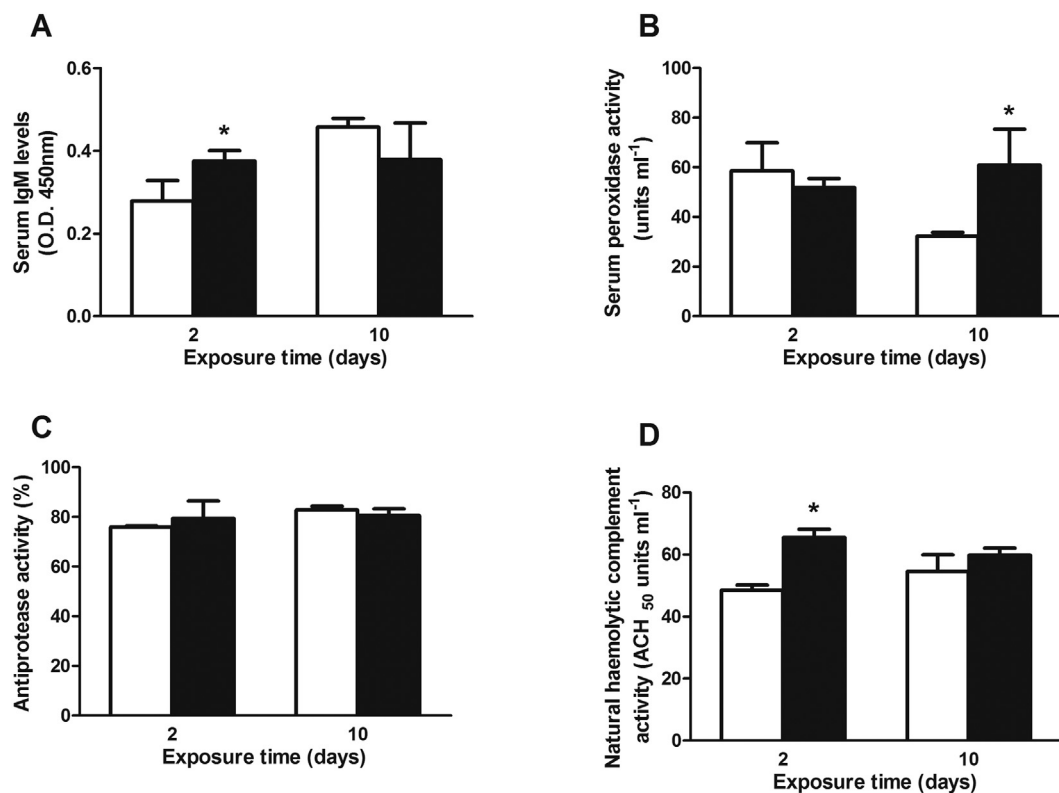 A
Serum IgM levels
(O.D. 450nm)
0.6
0.4
0.2
0.0
*
2
10
Exposure time (days)
B
Serum peroxidase activity
(units ml⁻¹)
100
80
60
40
20
0
*
2
10
Exposure time (days)
C
Antiprotease activity (%)
100
80
60
40
20
0
2
10
Exposure time (days)
D
Natural haemolytic complement
activity (ACH ₅₀ units ml⁻¹)
80
60
40
20
0
*
2
10
Exposure time (days)